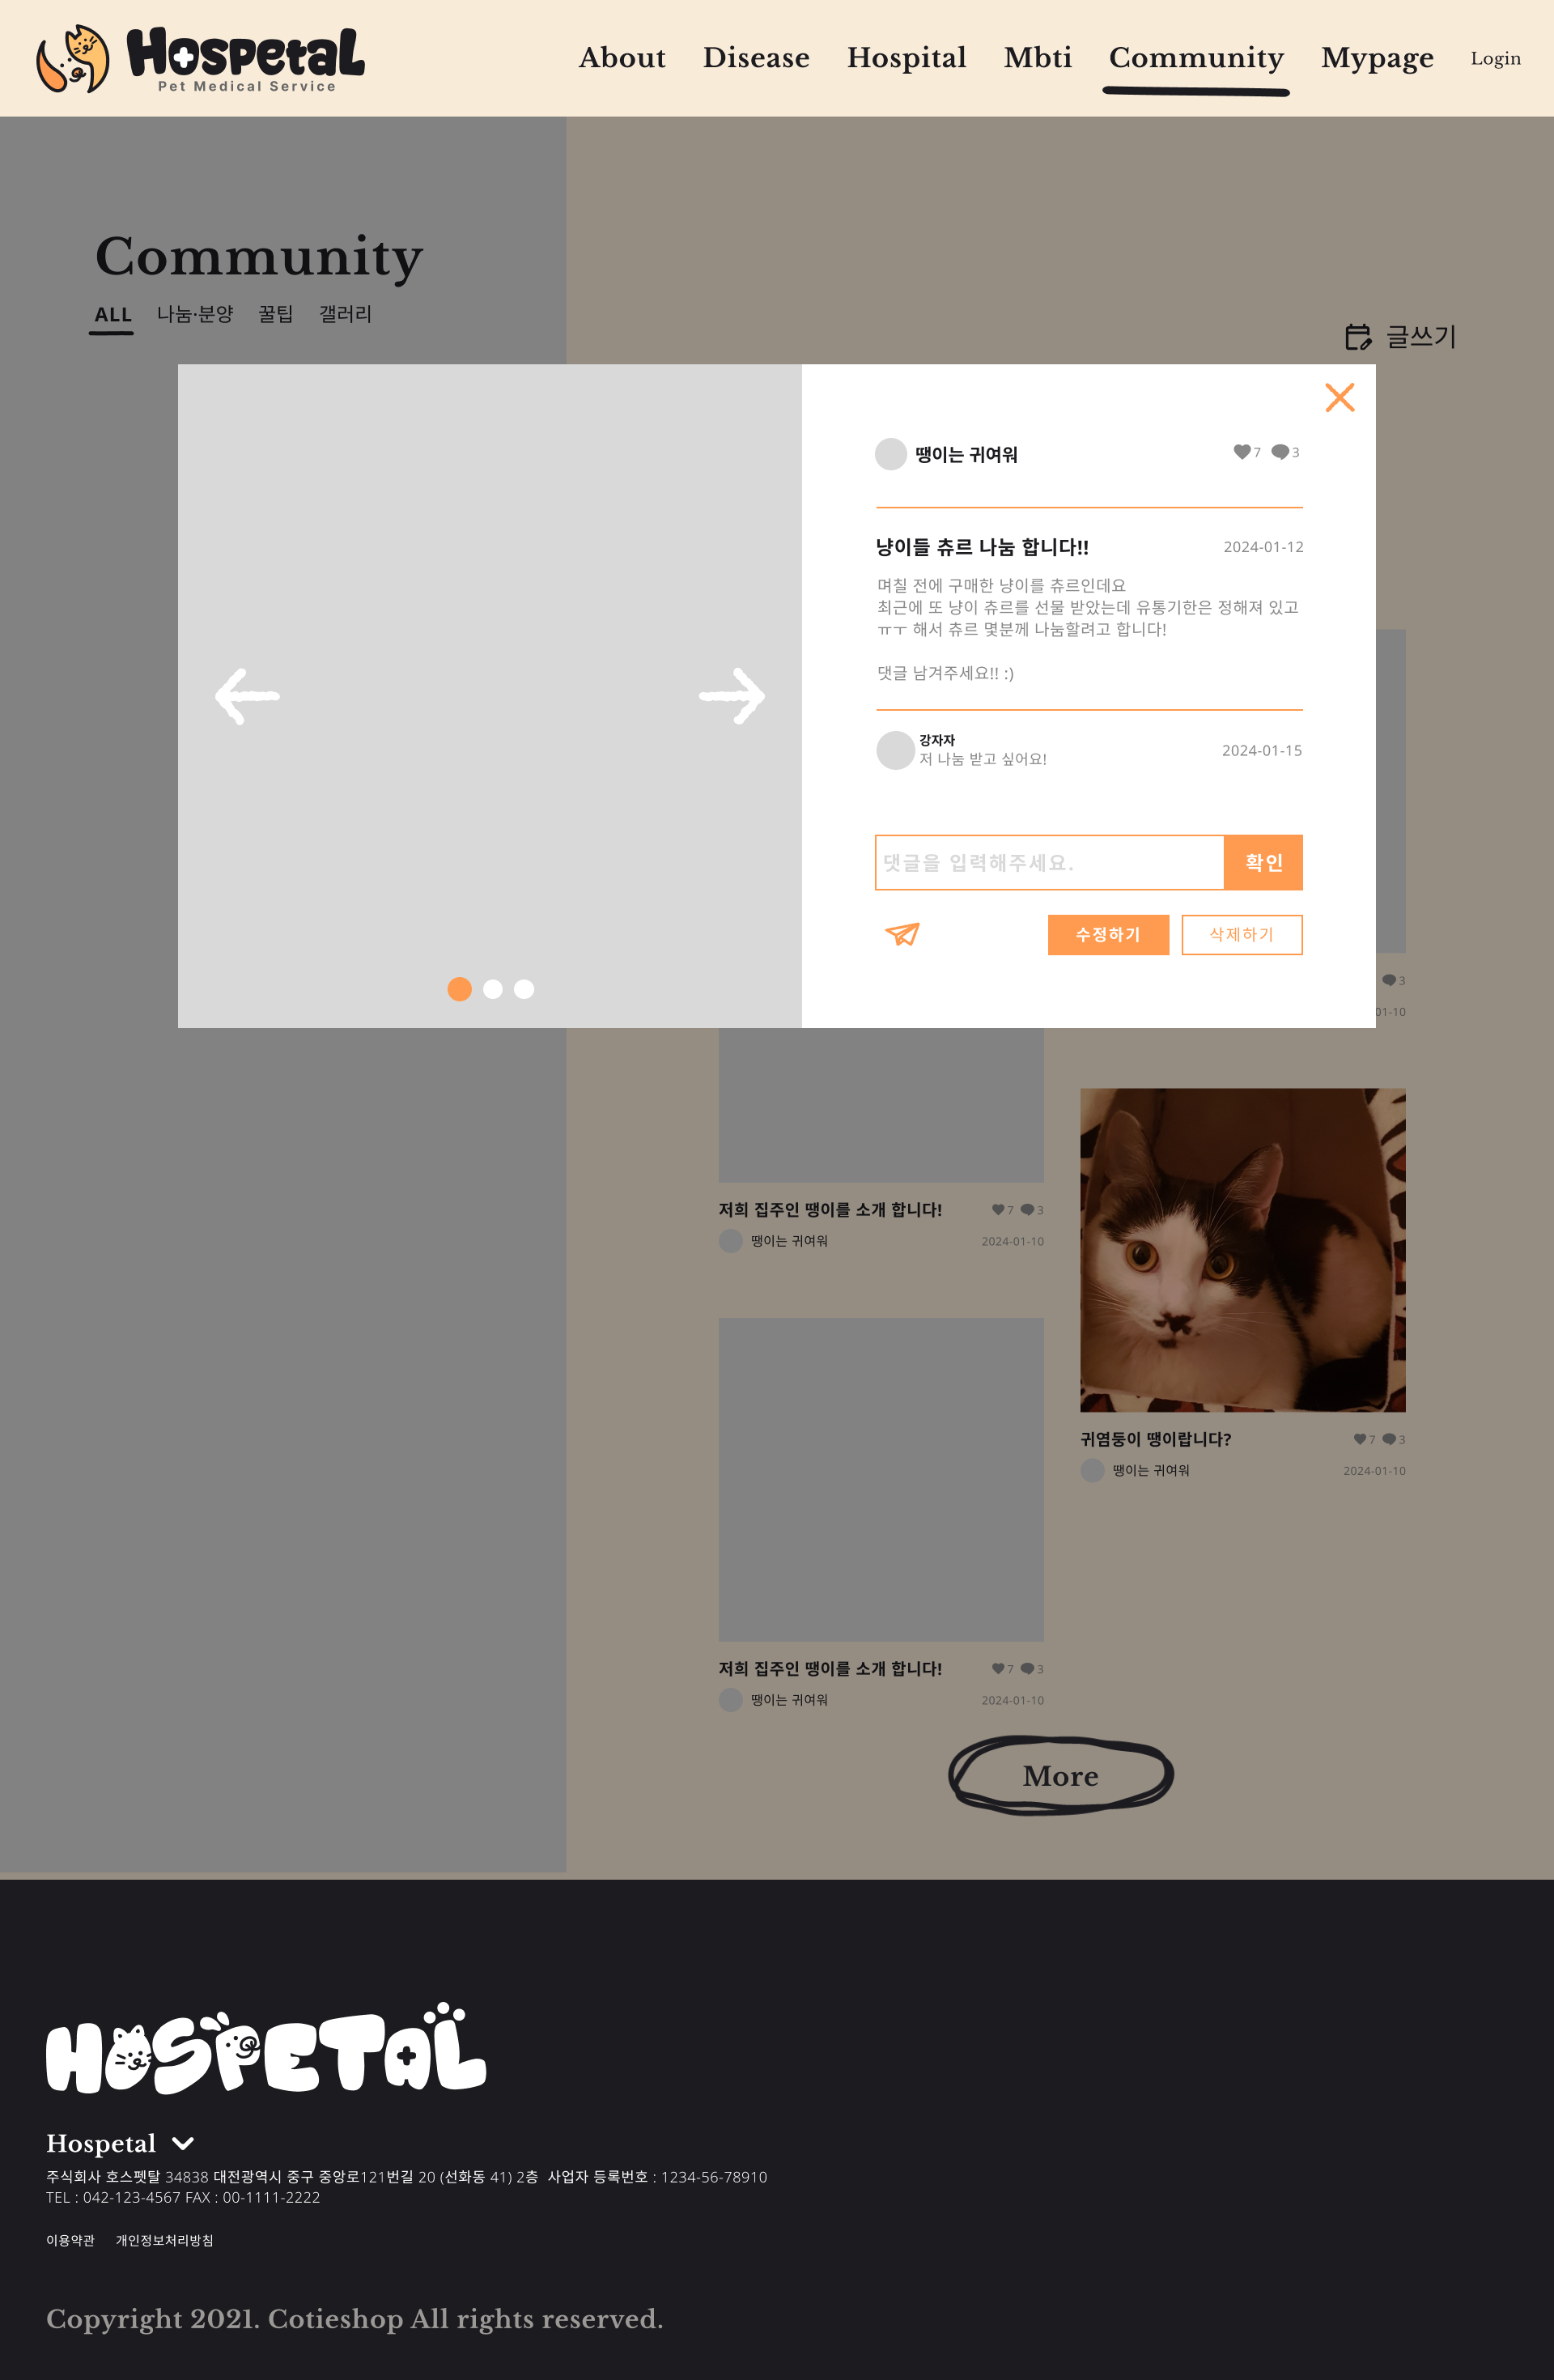 Hospetal
Pet Medical Service
About Disease Hospital Mbti Community Mypage Login
Community
ALL 나눔·분양 꿀팁 갤러리
글쓰기
땡이는 귀여워 7 3
냥이들 츄르 나눔 합니다!! 2024-01-12
며칠 전에 구매한 냥이를 츄르인데요
최근에 또 냥이 츄르를 선물 받았는데 유통기한은 정해져 있고
ㅠㅜ 해서 츄르 몇분께 나눔할려고 합니다!
댓글 남겨주세요!! :)
강자자
저 나눔 받고 싶어요! 2024-01-15
댓글을 입력해주세요. 확인
수정하기 삭제하기
3
01-10
저희 집주인 땡이를 소개 합니다! 7 3
땡이는 귀여워 2024-01-10
귀염둥이 땡이랍니다? 7 3
땡이는 귀여워 2024-01-10
저희 집주인 땡이를 소개 합니다! 7 3
땡이는 귀여워 2024-01-10
More
HOSPETAL
Hospetal
주식회사 호스펫탈 34838 대전광역시 중구 중앙로121번길 20 (선화동 41) 2층 사업자 등록번호 : 1234-56-78910
TEL : 042-123-4567 FAX : 00-1111-2222
이용약관 개인정보처리방침
Copyright 2021. Cotieshop All rights reserved.